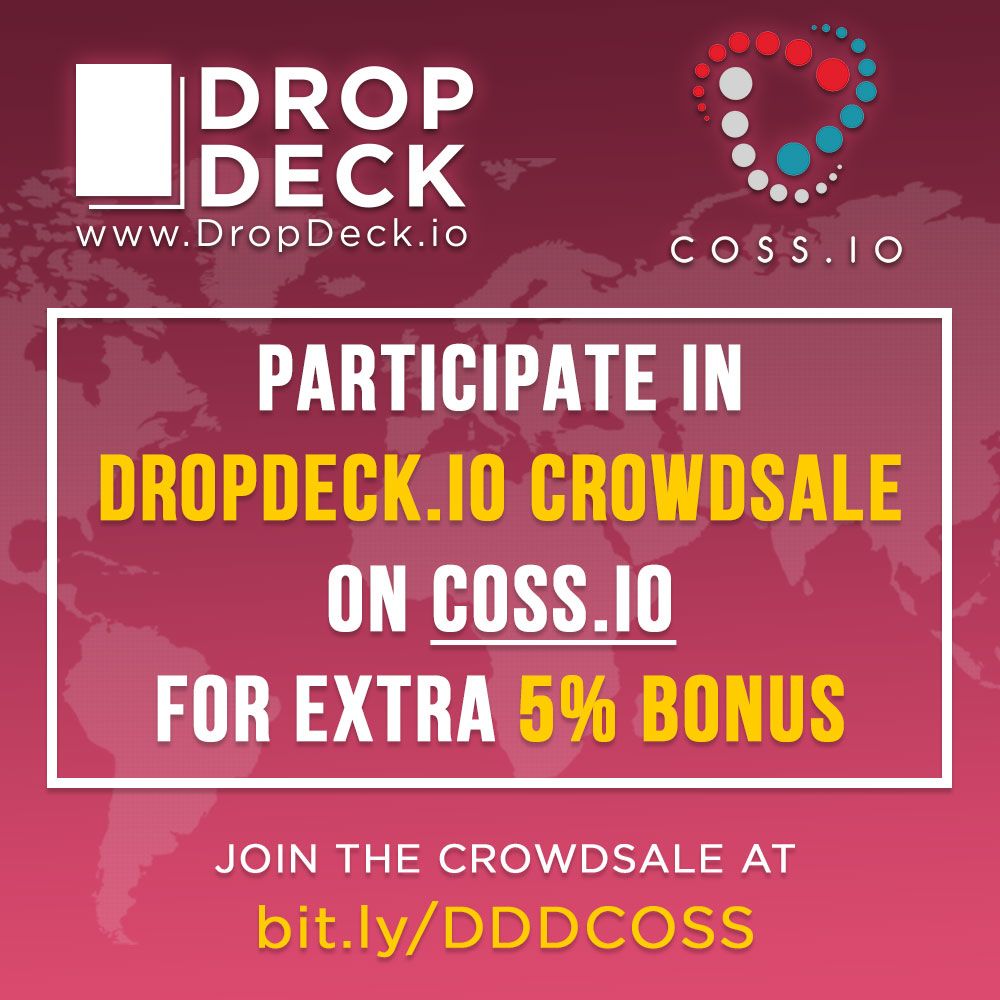 DROP
DECK
www.DropDeck.io
COSS.IO
PARTICIPATE IN
DROPDECK.IO CROWDSALE
ON COSS.IO
FOR EXTRA 5% BONUS
JOIN THE CROWDSALE AT
bit.ly/DDDCOSS